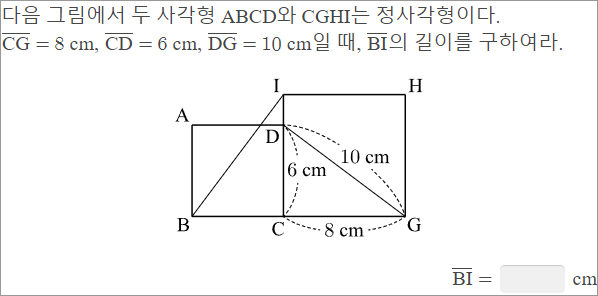 다음 그림에서 두 사각형 ABCD와 CGHI는 정사각형이다.
CG = 8 cm, CD = 6 cm, DG = 10 cm일 때, BI의 길이를 구하여라.
I
H
A
D
10 cm
6 cm
B
C
8 cm
G
BI = cm